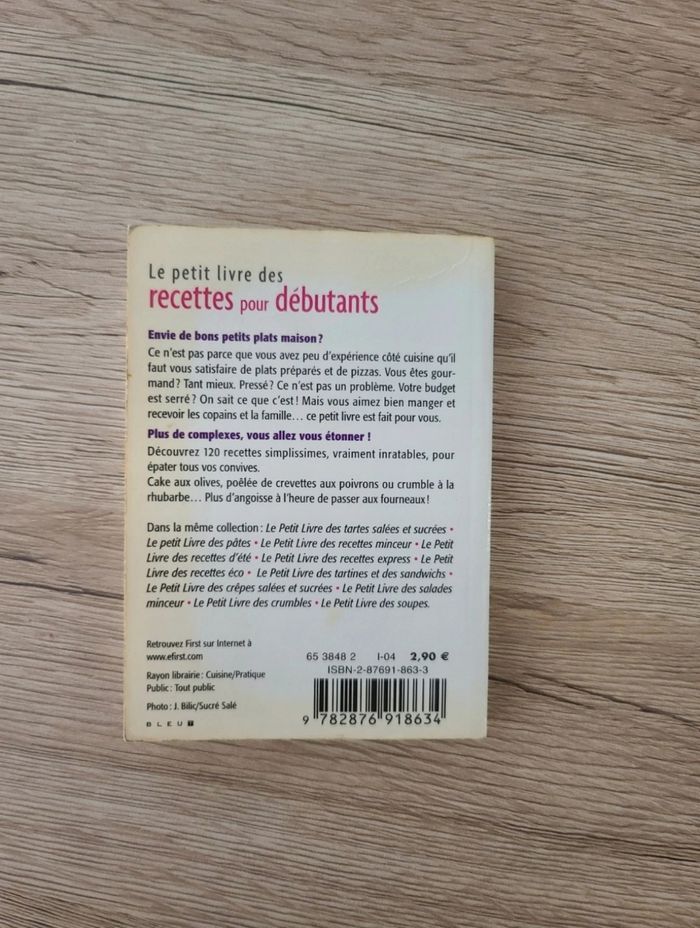 Le petit livre des
recettes pour débutants
Envie de bons petits plats maison ?
Ce n'est pas parce que vous avez peu d'expérience côté cuisine qu'il
faut vous satisfaire de plats préparés et de pizzas. Vous êtes gour-
mand ? Tant mieux. Pressé ? Ce n'est pas un problème. Votre budget
est serré ? On sait ce que c'est ! Mais vous aimez bien manger et
recevoir les copains et la famille… ce petit livre est fait pour vous.
Plus de complexes, vous allez vous étonner !
Découvrez 120 recettes simplissimes, vraiment inratables, pour
épater tous vos convives.
Cake aux olives, poêlée de crevettes aux poivrons ou crumble à la
rhubarbe… Plus d'angoisse à l'heure de passer aux fourneaux !
Dans la même collection : Le Petit Livre des tartes salées et sucrées •
Le petit Livre des pâtes • Le Petit Livre des recettes minceur • Le Petit
Livre des recettes d'été • Le Petit Livre des recettes express • Le Petit
Livre des recettes éco • Le Petit Livre des tartines et des sandwichs •
Le Petit Livre des crêpes salées et sucrées • Le Petit Livre des salades
minceur • Le Petit Livre des crumbles • Le Petit Livre des soupes.
Retrouvez First sur Internet à
www.efirst.com
Rayon librairie : Cuisine/Pratique
Public : Tout public
Photo : J. Bilic/Sucré Salé
BLEUT
65 3848 2 I-04 2,90 €
ISBN-2-87691-863-3
9 782876 918634